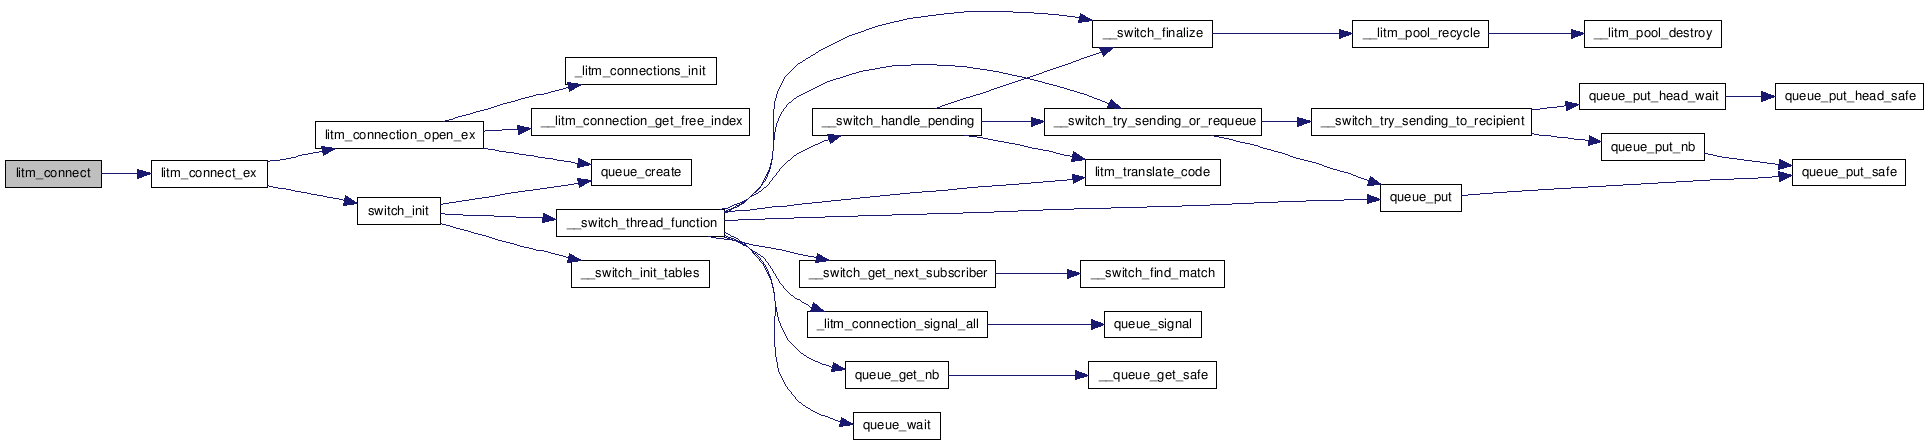 litm_connect
litm_connect_ex
litm_connection_open_ex
switch_init
_litm_connections_init
__litm_connection_get_free_index
queue_create
__switch_thread_function
__switch_init_tables
__switch_handle_pending
__switch_get_next_subscriber
_litm_connection_signal_all
queue_get_nb
queue_wait
__switch_finalize
__switch_try_sending_or_requeue
litm_translate_code
__switch_find_match
queue_signal
__queue_get_safe
__litm_pool_recycle
__switch_try_sending_to_recipient
queue_put
__litm_pool_destroy
queue_put_head_wait
queue_put_nb
queue_put_head_safe
queue_put_safe